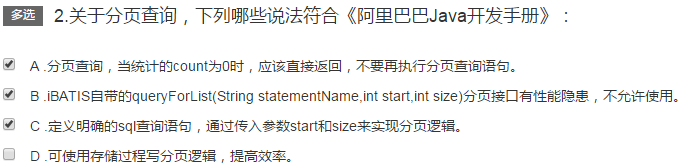 多选 2.关于分页查询，下列哪些说法符合《阿里巴巴Java开发手册》：
A .分页查询，当统计的count为0时，应该直接返回，不要再执行分页查询语句。
B .iBATIS自带的queryForList(String statementName,int start,int size)分页接口有性能隐患，不允许使用。
C .定义明确的sql查询语句，通过传入参数start和size来实现分页逻辑。
D .可使用存储过程写分页逻辑，提高效率。